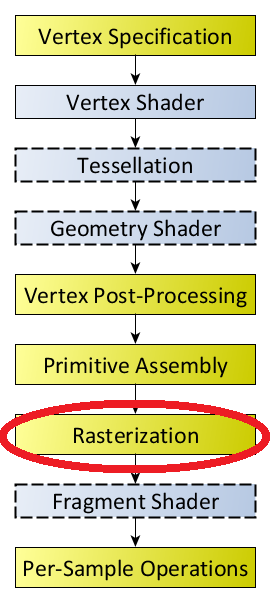 Vertex Specification
Vertex Shader
Tessellation
Geometry Shader
Vertex Post-Processing
Primitive Assembly
Rasterization
Fragment Shader
Per-Sample Operations